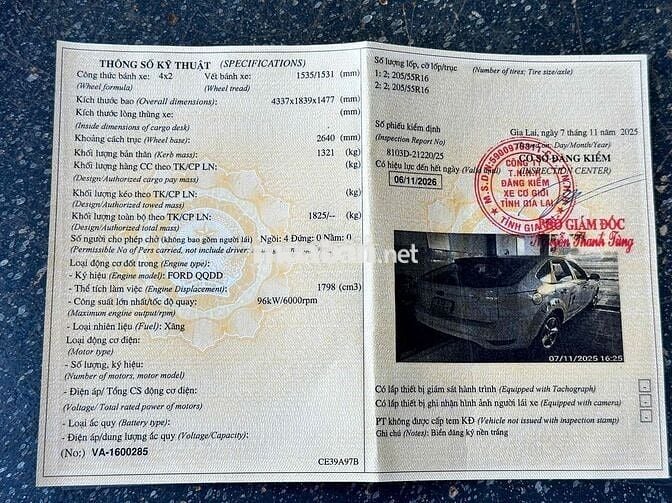 THÔNG SỐ KỸ THUẬT (SPECIFICATIONS)
Công thức bánh xe: 4x2 Vết bánh xe: 1535/1531 (mm)
(Wheel formula) (Wheel tread)
Kích thước bao (Overall dimensions): 4337x1839x1477 (mm)
Kích thước lòng thùng xe: (mm)
(Inside dimensions of cargo desk)
Khoảng cách trục (Wheel base): 2640 (mm)
Khối lượng bản thân (Kerb mass): 1321 (kg)
Khối lượng hàng CC theo TK/CP LN: (kg)
(Design/Authorized cargo pay mass)
Khối lượng kéo theo TK/CP LN: (kg)
(Design/Authorized towed mass)
Khối lượng toàn bộ theo TK/CP LN: 1825/-- (kg)
(Design/Authorized total mass)
Số người cho phép chở (không bao gồm người lái) Ngồi: 4 Đứng: 0 Nằm: 0
(Permissible No of Pers carried, not include driver:
Loại động cơ đốt trong (Engine type):
- Ký hiệu (Engine model): FORD QQDD
- Thể tích làm việc (Engine Displacement): 1798 (cm3)
- Công suất lớn nhất/tốc độ quay: 96kW/6000rpm
(Maximum engine output/rpm)
- Loại nhiên liệu (Fuel): Xăng
Loại động cơ điện:
(Motor type)
- Số lượng, ký hiệu:
(Number of motors, motor model)
- Điện áp/ Tổng CS động cơ điện:
(Voltage/ Total rated power of motors)
- Loại ắc quy (Battery type):
- Điện áp/dung lượng ắc quy (Voltage/Capacity):
(No:) VA-1600285
CE39A97B
Số lượng lốp, cỡ lốp/trục (Number of tires: Tire size/axle)
1: 2; 205/55R16
2: 2; 205/55R16
Số phiếu kiểm định
(Inspection Report No)
8103D-21220/25
Gia Lai, ngày 7 tháng 11 năm 2025
Day/Month/Year)
CƠ SỞ ĐĂNG KIỂM
(INSPECTION CENTER)
Có hiệu lực đến hết ngày
06/11/2026
CÔNG TY
T.N.H.H
ĐĂNG KIỂM
XE CƠ GIỚI
TỈNH GIA LAI
GIÁM ĐỐC
Nguyễn Thanh Tùng
.net
07/11/2025 16:25
Có lắp thiết bị giám sát hành trình (Equipped with Tachograph)
Có lắp thiết bị ghi nhận hình ảnh người lái xe (Equipped with camera)
PT không được cấp tem KĐ (Vehicle not issued with inspection stamp)
Ghi chú (Notes): Biển đăng ký nền trắng